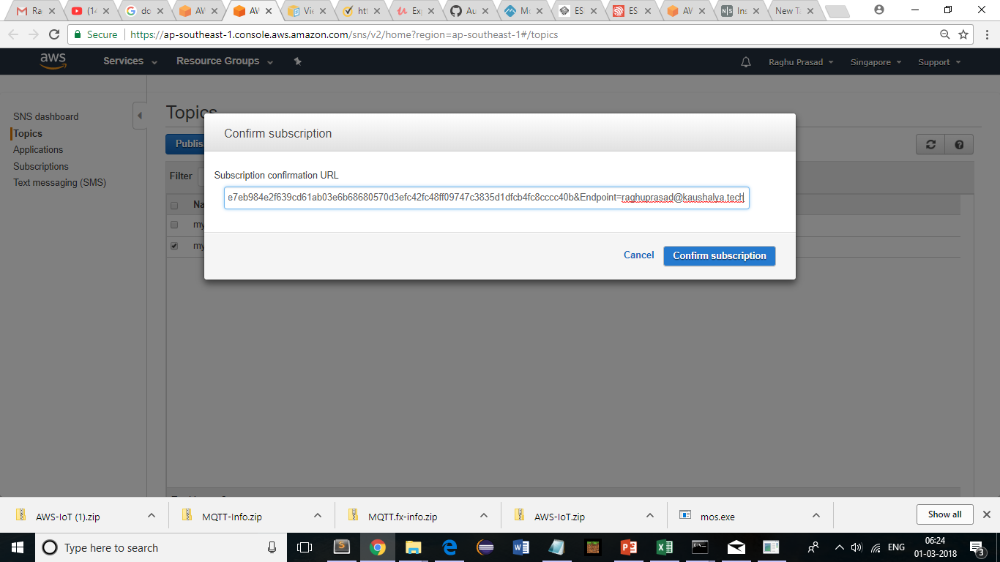 Ra
(14
do
AV
AV
Vie
htt
Exp
Au
Mo
ES
ES
AV
Ins
New Ta
Secure
https://ap-southeast-1.console.aws.amazon.com/sns/v2/home?region=ap-southeast-1#/topics
aws
Services
Resource Groups
Raghu Prasad
Singapore
Support
SNS dashboard
Topics
Applications
Subscriptions
Text messaging (SMS)
Topics
Publis
Filter
Na
my
my
Confirm subscription
Subscription confirmation URL
e7eb984e2f639cd61ab03e6b68680570d3efc42fc48ff09747c3835d1dfcb4fc8cccc40b&Endpoint=raghuprasad@kaushalya.tech
Cancel
Confirm subscription
AWS-IoT (1).zip
MQTT-Info.zip
MQTT.fx-info.zip
AWS-IoT.zip
mos.exe
Show all
Type here to search
ENG
06:24
01-03-2018
3